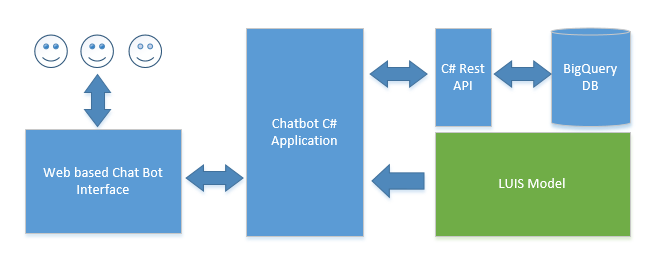 Web based Chat Bot
Interface
Chatbot C#
Application
C# Rest
API
BigQuery
DB
LUIS Model